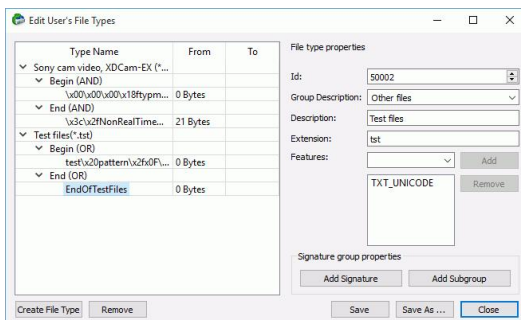 Edit User's File Types
Type Name From To
Sony cam video, XDCam-EX (*...
Begin (AND)
\x00\x00\x00\x18ftypm... 0 Bytes
End (AND)
\x3c\x2fNonRealTime... 21 Bytes
Test files(*.tst)
Begin (OR)
test\x20pattern\x2fx0F\... 0 Bytes
End (OR)
EndOfTestFiles 0 Bytes
Create File Type Remove
File type properties
Id: 50002
Group Description: Other files
Description: Test files
Extension: tst
Features: Add
TXT_UNICODE Remove
Signature group properties
Add Signature Add Subgroup
Save Save As ... Close